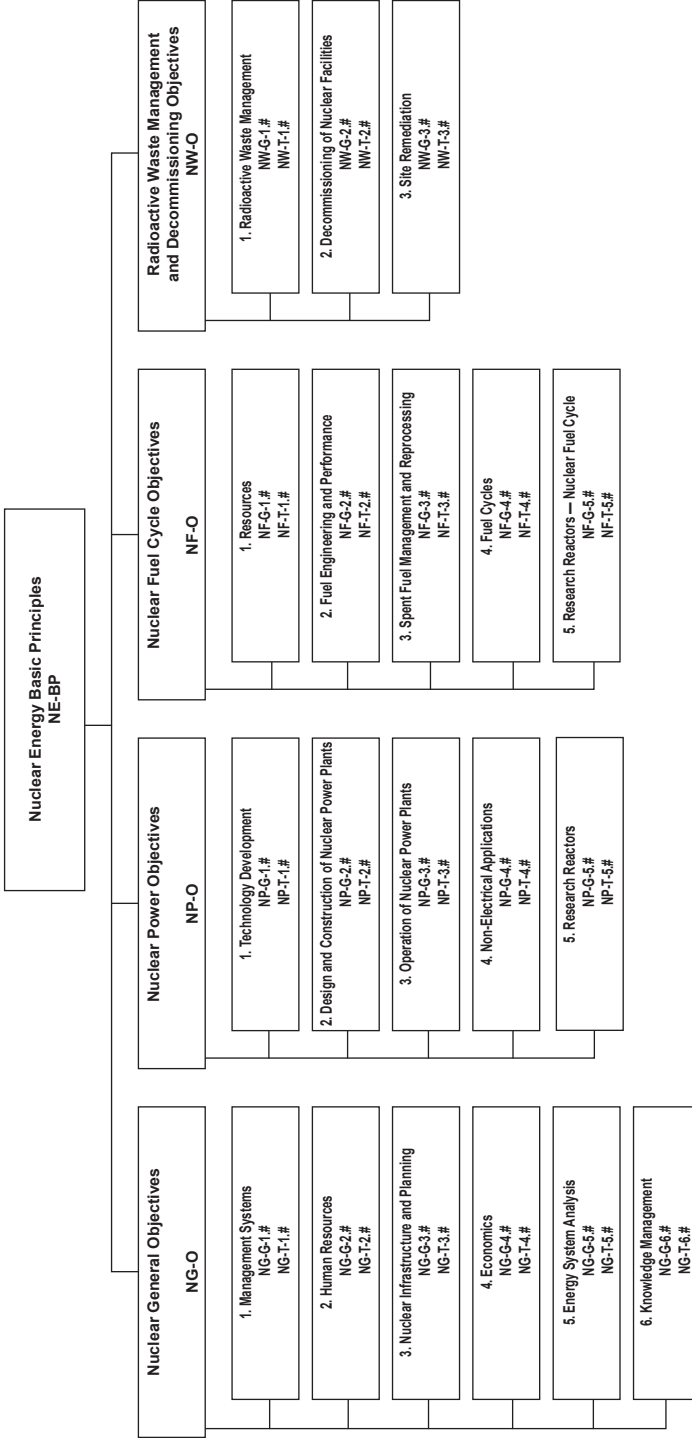 Nuclear Energy Basic Principles
NE-BP
Nuclear General Objectives
NG-O
1. Management Systems
NG-G-1.#
NG-T-1.#
2. Human Resources
NG-G-2.#
NG-T-2.#
3. Nuclear Infrastructure and Planning
NG-G-3.#
NG-T-3.#
4. Economics
NG-G-4.#
NG-T-4.#
5. Energy System Analysis
NG-G-5.#
NG-T-5.#
6. Knowledge Management
NG-G-6.#
NG-T-6.#
Nuclear Power Objectives
NP-O
1. Technology Development
NP-G-1.#
NP-T-1.#
2. Design and Construction of Nuclear Power Plants
NP-G-2.#
NP-T-2.#
3. Operation of Nuclear Power Plants
NP-G-3.#
NP-T-3.#
4. Non-Electrical Applications
NP-G-4.#
NP-T-4.#
5. Research Reactors
NP-G-5.#
NP-T-5.#
Nuclear Fuel Cycle Objectives
NF-O
1. Resources
NF-G-1.#
NF-T-1.#
2. Fuel Engineering and Performance
NF-G-2.#
NF-T-2.#
3. Spent Fuel Management and Reprocessing
NF-G-3.#
NF-T-3.#
4. Fuel Cycles
NF-G-4.#
NF-T-4.#
5. Research Reactors — Nuclear Fuel Cycle
NF-G-5.#
NF-T-5.#
Radioactive Waste Management
and Decommissioning Objectives
NW-O
1. Radioactive Waste Management
NW-G-1.#
NW-T-1.#
2. Decommissioning of Nuclear Facilities
NW-G-2.#
NW-T-2.#
3. Site Remediation
NW-G-3.#
NW-T-3.#